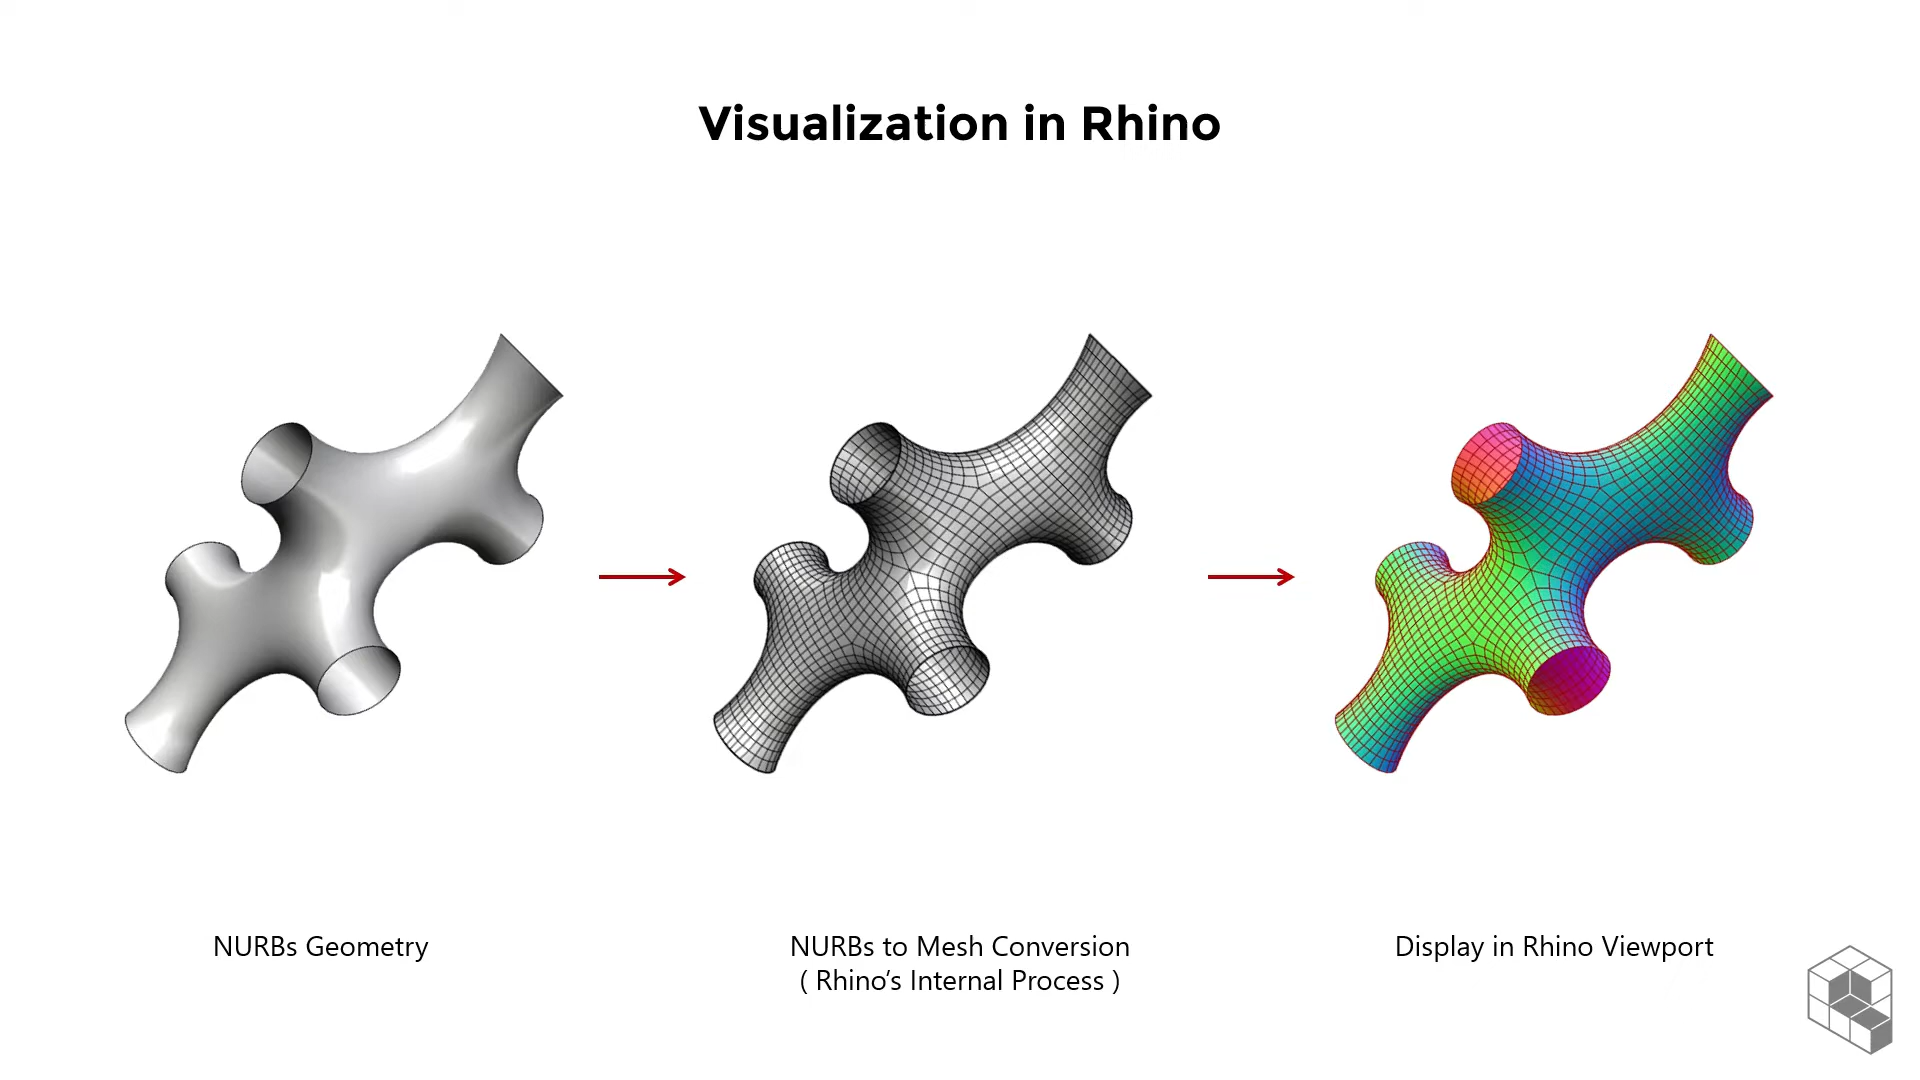 Visualization in Rhino
NURBs Geometry
NURBs to Mesh Conversion
( Rhino’s Internal Process )
Display in Rhino Viewport